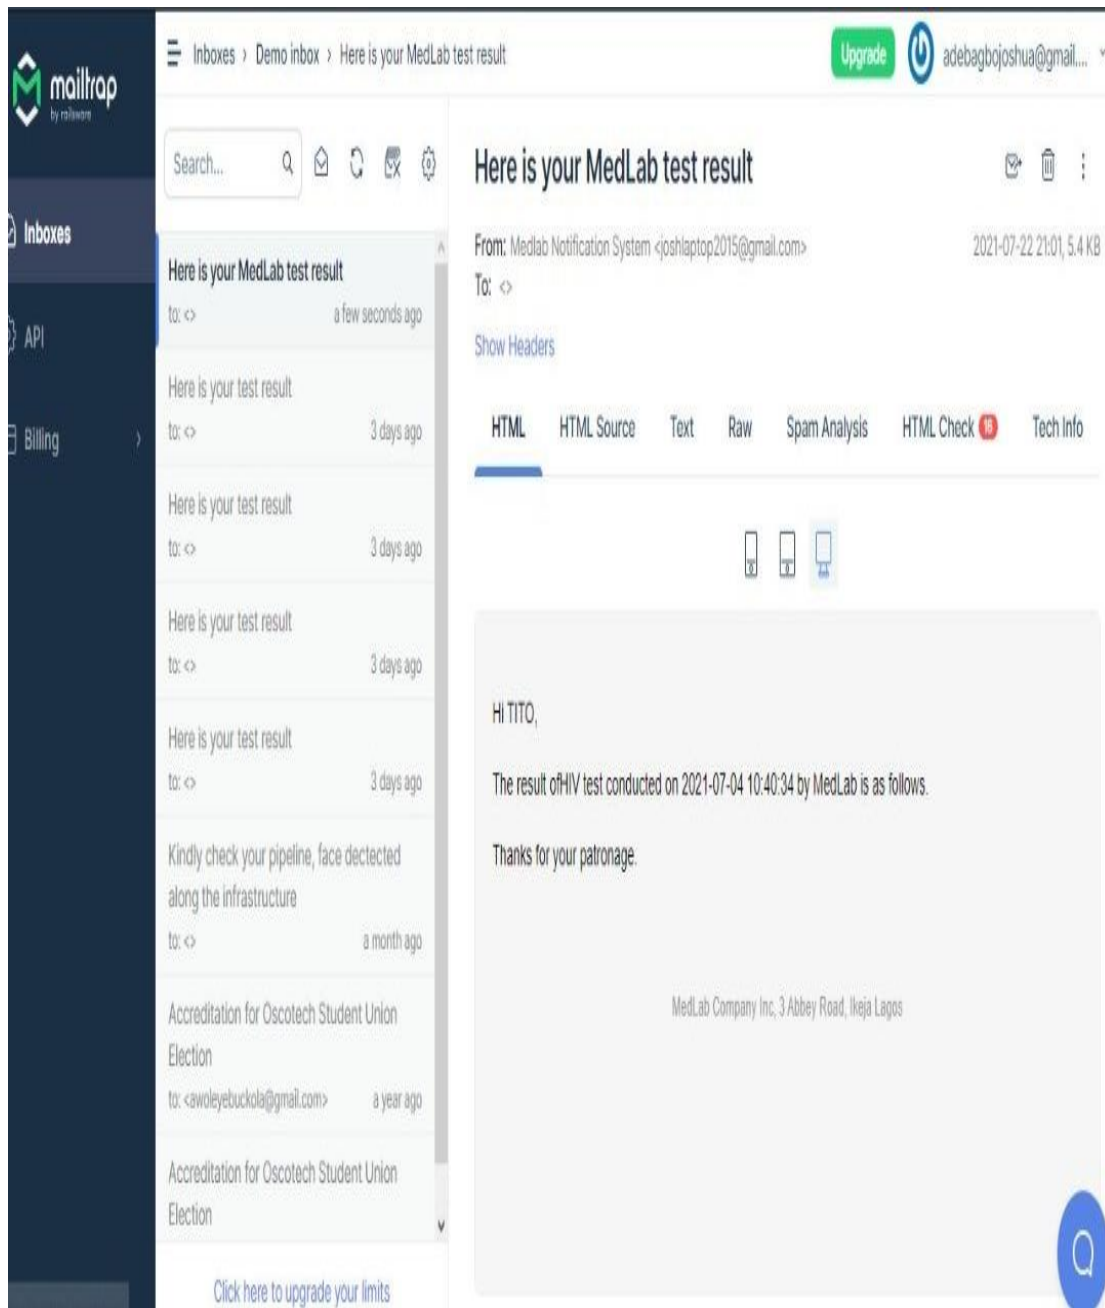 mailtrap
by railsware
Inboxes
API
Billing
Inboxes > Demo inbox > Here is your MedLab test result
Upgrade
adebagbojoshua@gmail....
Search...
Here is your MedLab test result
to: <>
a few seconds ago
Here is your test result
to: <>
3 days ago
Here is your test result
to: <>
3 days ago
Here is your test result
to: <>
3 days ago
Here is your test result
to: <>
3 days ago
Kindly check your pipeline, face dectected
along the infrastructure
to: <>
a month ago
Accreditation for Oscotech Student Union
Election
to: <awoleyebuckola@gmail.com>
a year ago
Accreditation for Oscotech Student Union
Election
Click here to upgrade your limits
Here is your MedLab test result
From: Medlab Notification System <joshlaptop2015@gmail.com>
2021-07-22 21:01, 5.4 KB
To: <>
Show Headers
HTML HTML Source Text Raw Spam Analysis HTML Check 16 Tech Info
Hi TITO,
The result ofHIV test conducted on 2021-07-04 10:40:34 by MedLab is as follows.
Thanks for your patronage.
MedLab Company Inc, 3 Abbey Road, Ikeja Lagos